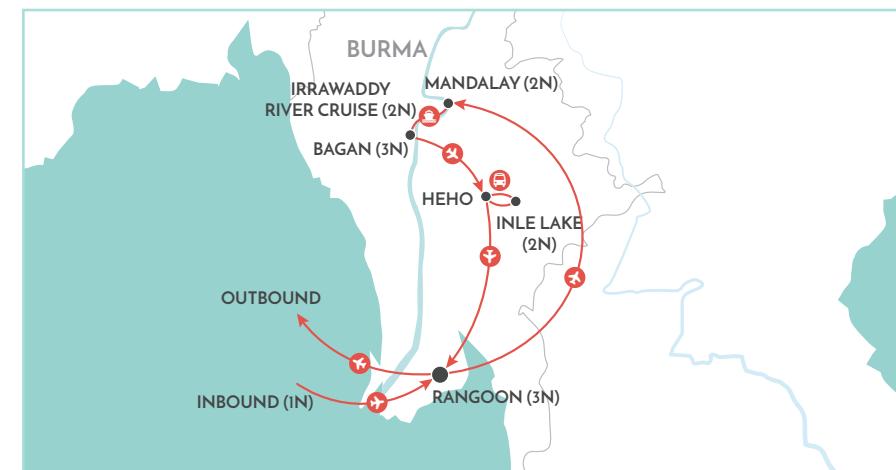 BURMA
MANDALAY (2N)
IRRAWADDY
RIVER CRUISE (2N)
BAGAN (3N)
HEHO
INLE LAKE
(2N)
OUTBOUND
INBOUND (1N)
RANGOON (3N)